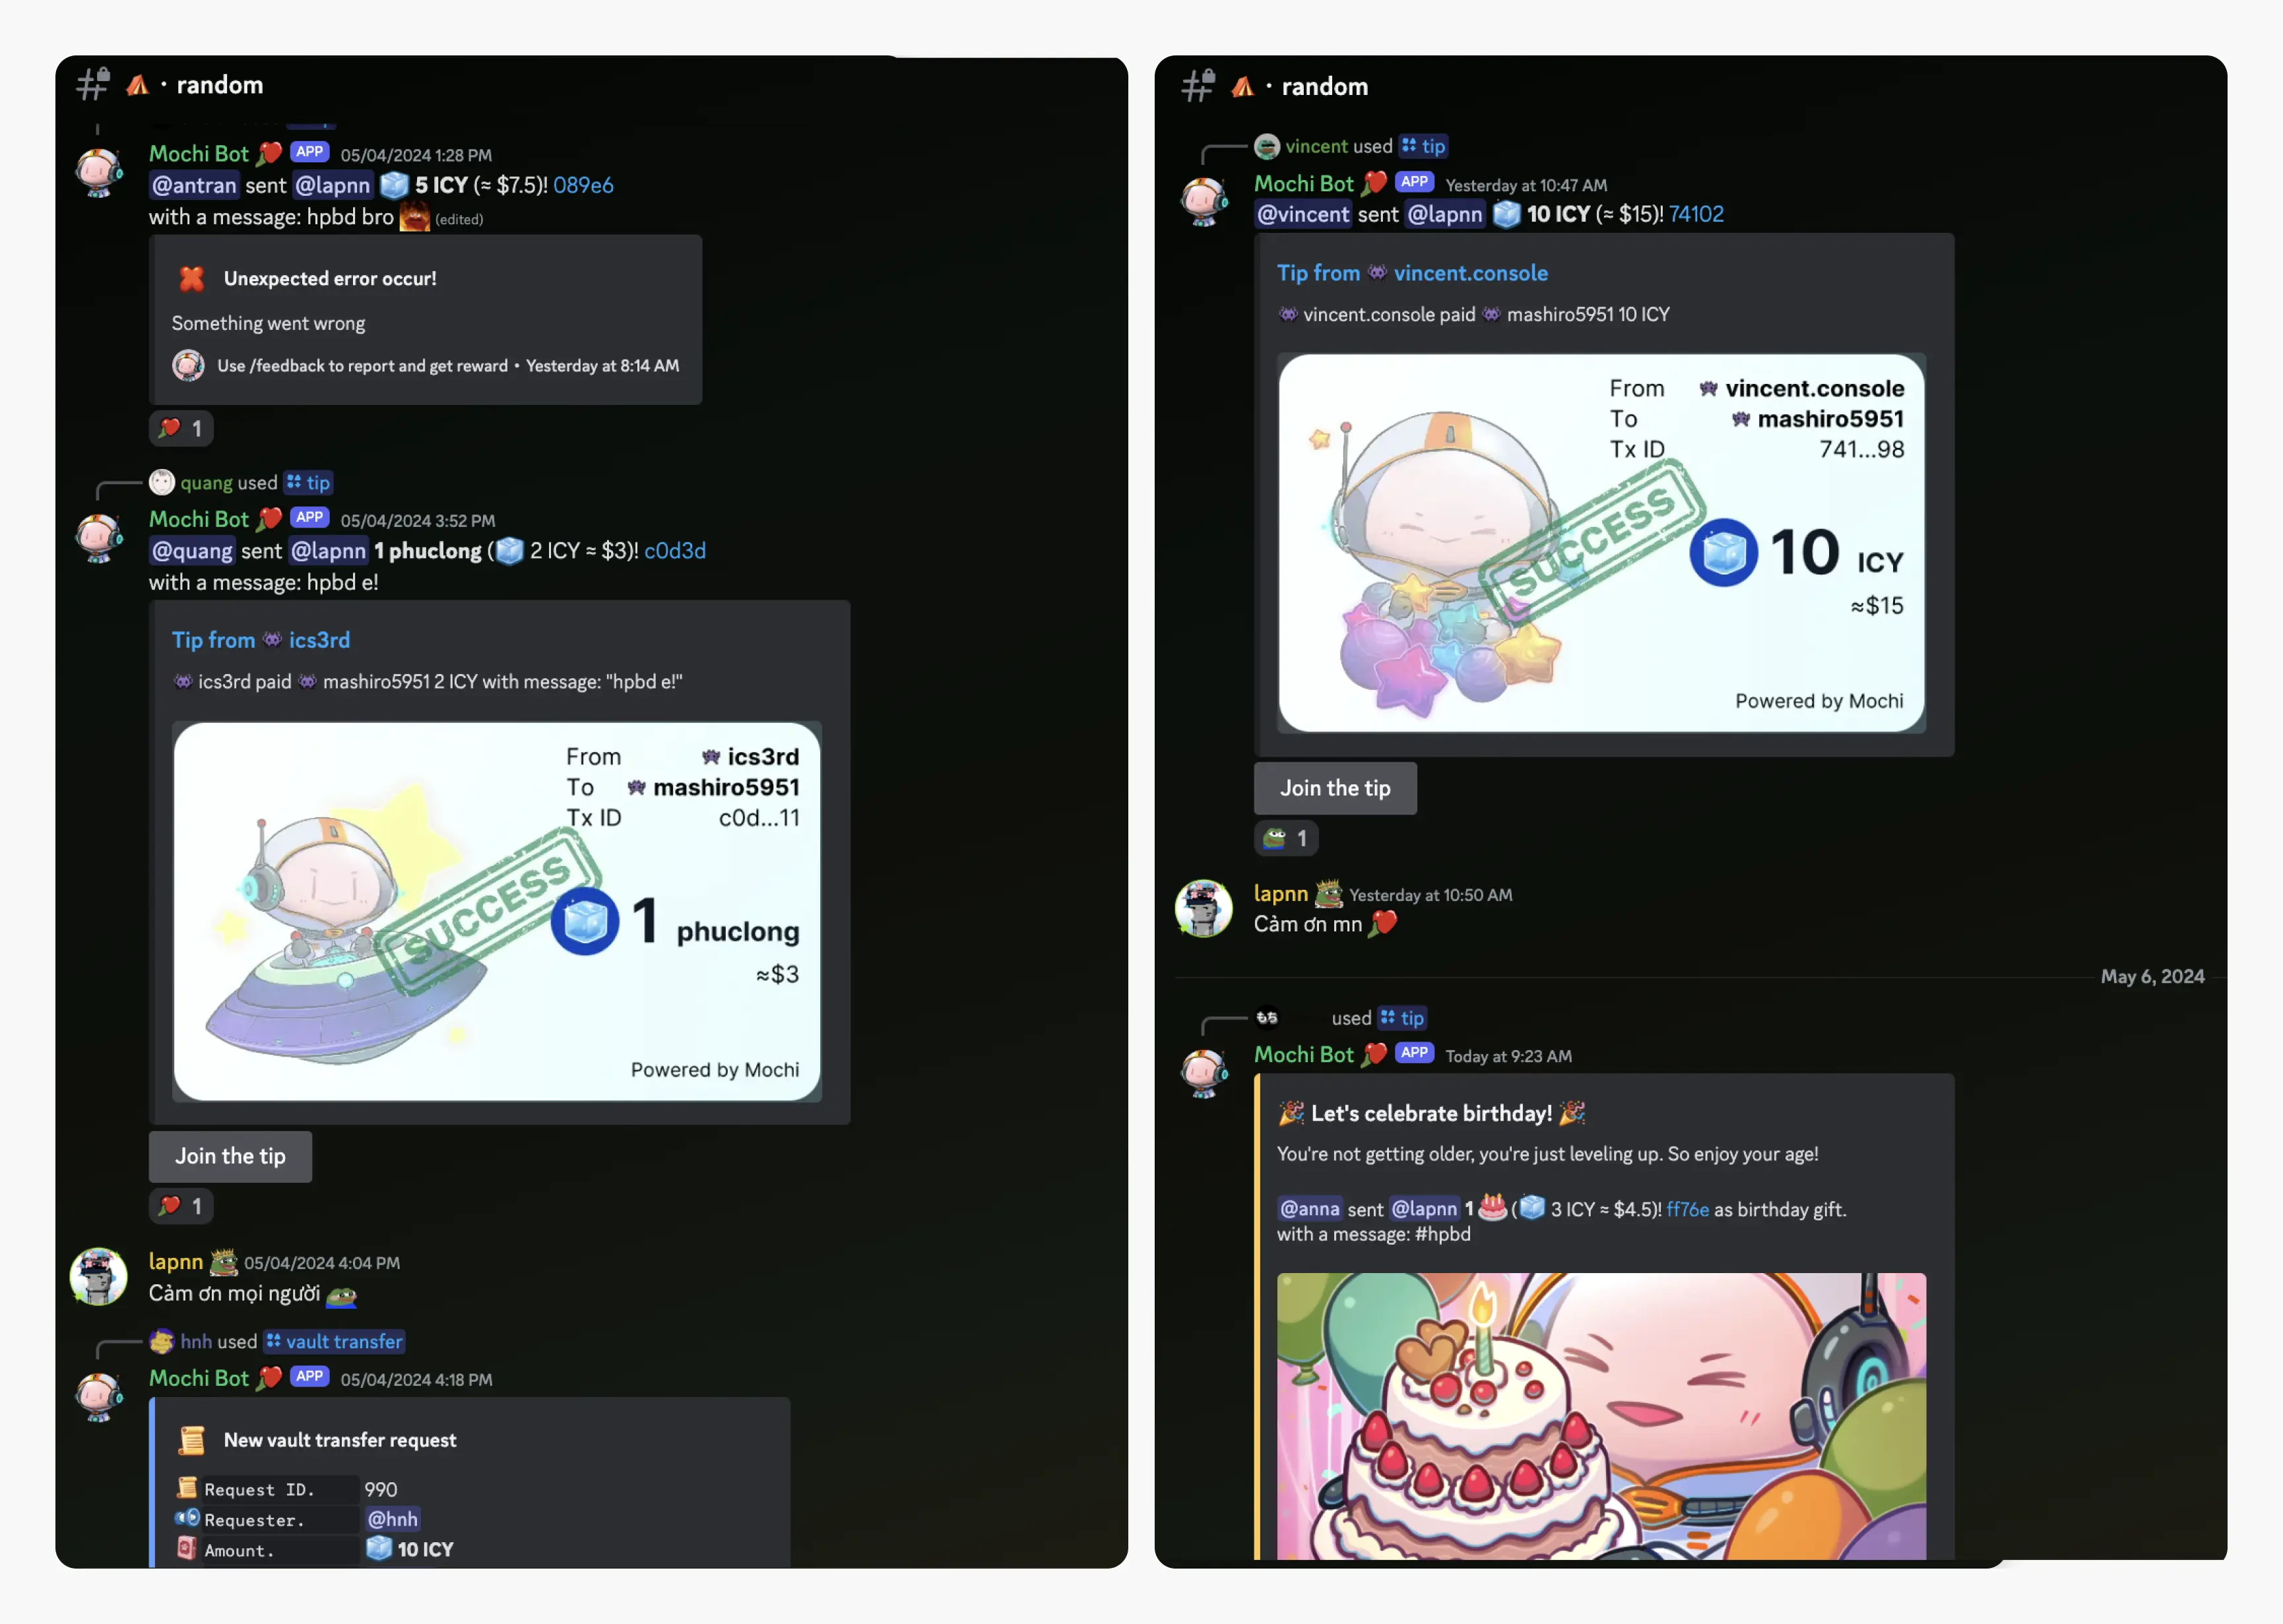 · random
Mochi Bot APP 05/04/2024 1:28 PM
@antran sent @lapnn 5 ICY (≈ $7.5)! 089e6
with a message: hpbd bro (edited)
Unexpected error occur!
Something went wrong
Use /feedback to report and get reward • Yesterday at 8:14 AM
1
quang used tip
Mochi Bot APP 05/04/2024 3:52 PM
@quang sent @lapnn 1 phuclong ( 2 ICY ≈ $3)! c0d3d
with a message: hpbd e!
Tip from ics3rd
ics3rd paid mashiro5951 2 ICY with message: "hpbd e!"
From ics3rd
To mashiro5951
Tx ID c0d...11
SUCCESS
1 phuclong
≈$3
Powered by Mochi
Join the tip
1
lapnn 05/04/2024 4:04 PM
Cảm ơn mọi người
hnh used vault transfer
Mochi Bot APP 05/04/2024 4:18 PM
New vault transfer request
Request ID. 990
Requester. @hnh
Amount. 10 ICY
· random
vincent used tip
Mochi Bot APP Yesterday at 10:47 AM
@vincent sent @lapnn 10 ICY (≈ $15)! 74102
Tip from vincent.console
vincent.console paid mashiro5951 10 ICY
From vincent.console
To mashiro5951
Tx ID 741...98
SUCCESS
10 ICY
≈$15
Powered by Mochi
Join the tip
1
lapnn Yesterday at 10:50 AM
Cảm ơn mn
May 6, 2024
もち used tip
Mochi Bot APP Today at 9:23 AM
Let's celebrate birthday!
You're not getting older, you're just leveling up. So enjoy your age!
@anna sent @lapnn 1 ( 3 ICY ≈ $4.5)! ff76e as birthday gift.
with a message: #hpbd